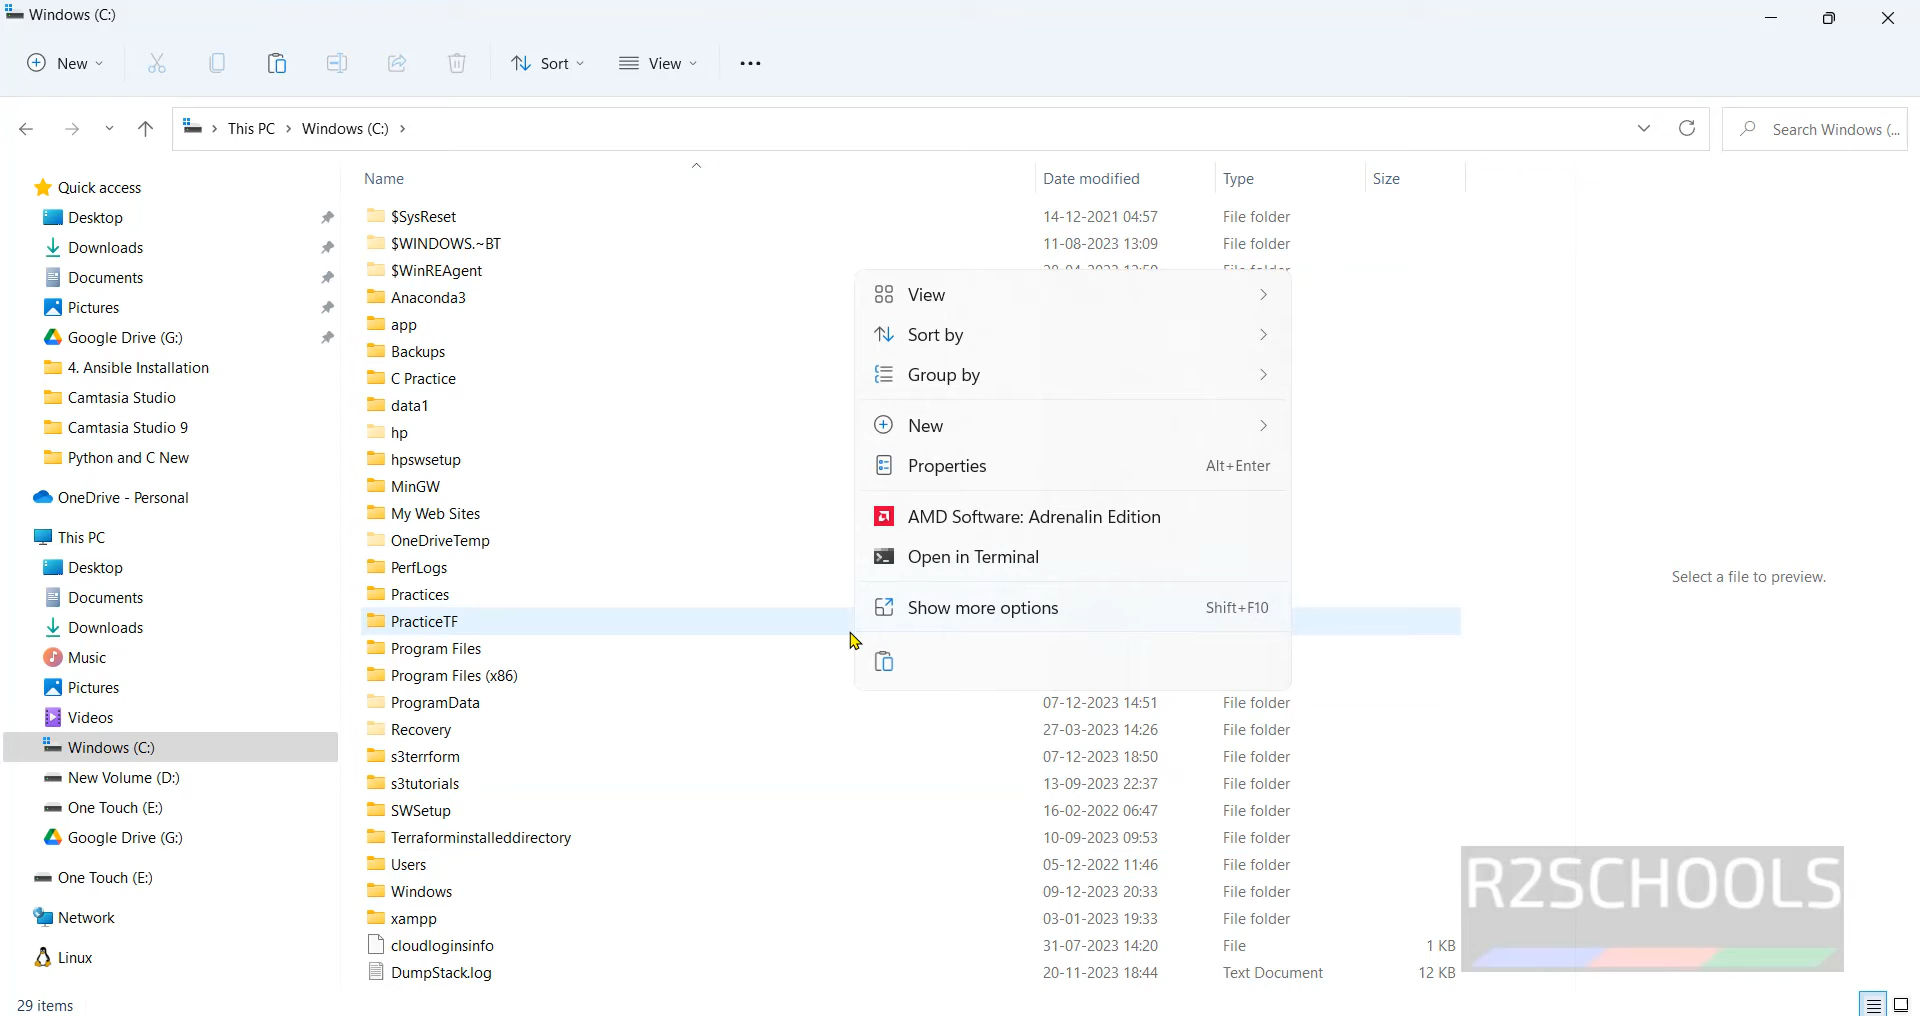 Windows (C:)
New
Sort
View
This PC
Windows (C:)
Search Windows (...
Name
Date modified
Type
Size
Quick access
Desktop
Downloads
Documents
Pictures
Google Drive (G:)
4. Ansible Installation
Camtasia Studio
Camtasia Studio 9
Python and C New
OneDrive - Personal
This PC
Desktop
Documents
Downloads
Music
Pictures
Videos
Windows (C:)
New Volume (D:)
One Touch (E:)
Google Drive (G:)
One Touch (E:)
Network
Linux
$SysReset 14-12-2021 04:57 File folder
$WINDOWS.~BT 11-08-2023 13:09 File folder
$WinREAgent
Anaconda3
app
Backups
C Practice
data1
hp
hpswsetup
MinGW
My Web Sites
OneDriveTemp
PerfLogs
Practices
PracticeTF
Program Files
Program Files (x86)
ProgramData 07-12-2023 14:51 File folder
Recovery 27-03-2023 14:26 File folder
s3terrform 07-12-2023 18:50 File folder
s3tutorials 13-09-2023 22:37 File folder
SWSetup 16-02-2022 06:47 File folder
Terraforminstalleddirectory 10-09-2023 09:53 File folder
Users 05-12-2022 11:46 File folder
Windows 09-12-2023 20:33 File folder
xampp 03-01-2023 19:33 File folder
cloudloginsinfo 31-07-2023 14:20 File 1 KB
DumpStack.log 20-11-2023 18:44 Text Document 12 KB
View
Sort by
Group by
New
Properties Alt+Enter
AMD Software: Adrenalin Edition
Open in Terminal
Show more options Shift+F10
Select a file to preview.
R2SCHOOLS
29 items